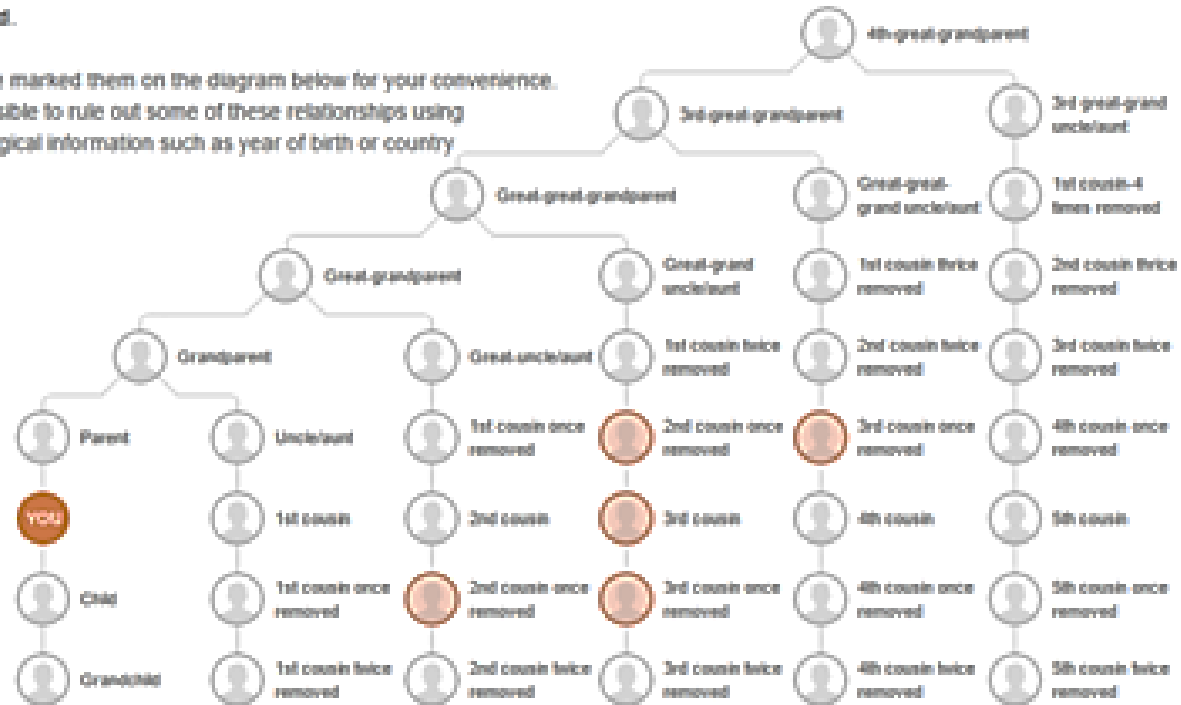 d.
4th-great-grandparent
e marked them on the diagram below for your convenience.
sible to rule out some of these relationships using
gical information such as year of birth or country
3rd-great-grandparent
3rd great-grand
uncle/aunt
Great-great-grandparent
Great-great-
grand uncle/aunt
1st cousin-4
times removed
Great-grandparent
Great-grand
uncle/aunt
1st cousin thrice
removed
2nd cousin thrice
removed
Grandparent
Great-uncle/aunt
1st cousin twice
removed
2nd cousin twice
removed
3rd cousin twice
removed
Parent
Uncle/aunt
1st cousin once
removed
2nd cousin once
removed
3rd cousin once
removed
4th cousin once
removed
YOU
1st cousin
2nd cousin
3rd cousin
4th cousin
5th cousin
Child
1st cousin once
removed
2nd cousin once
removed
3rd cousin once
removed
4th cousin once
removed
5th cousin once
removed
Grandchild
1st cousin twice
removed
2nd cousin twice
removed
3rd cousin twice
removed
4th cousin twice
removed
5th cousin twice
removed